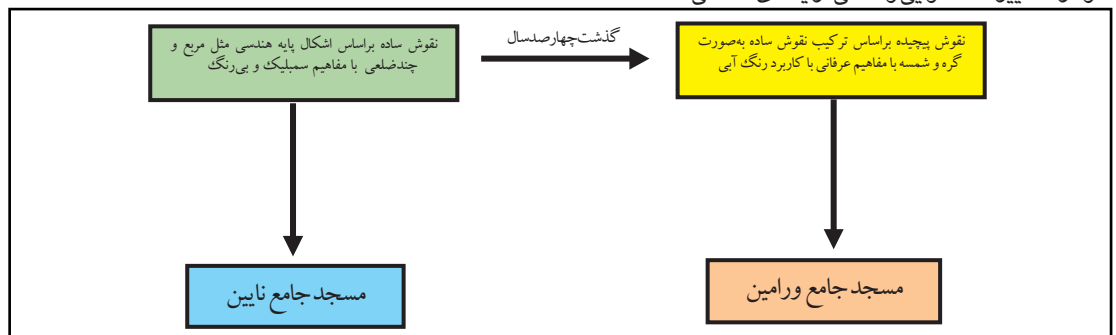 نقوش پیچیده براساس ترکیب نقوش ساده به‌صورت
گره و شمسه با مفاهیم عرفانی با کاربرد رنگ آبی
گذشت‌چهارصدسال
نقوش ساده براساس اشکال پایه هندسی مثل مربع و
چندضلعی با مفاهیم سمبلیک و بی‌رنگ
مسجد جامع ورامین
مسجد جامع نایین